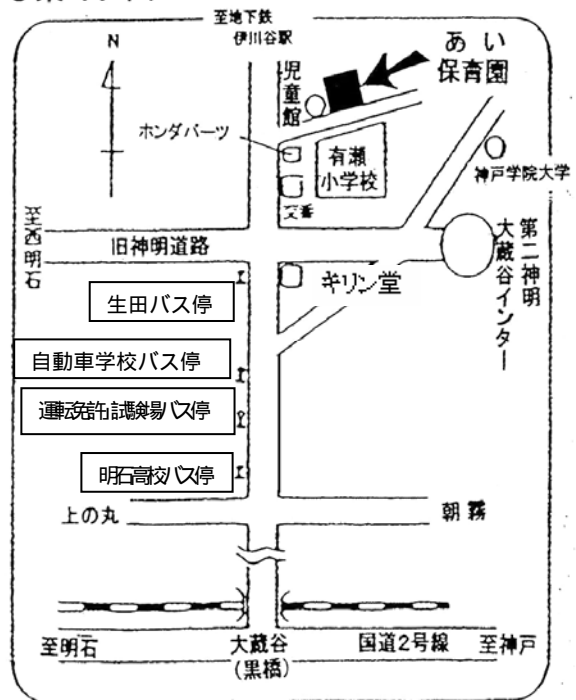 至地下鉄
伊川谷駅
N
児童館
あい
保育園
ホンダパーツ
有瀬
小学校
交番
神戸学院大学
至西明石
旧神明道路
第二神明
大蔵谷インター
キリン堂
生田バス停
自動車学校バス停
運転免許試験場バス停
明石高校バス停
上の丸
朝霧
至明石
大蔵谷
(黒橋)
国道2号線
至神戸